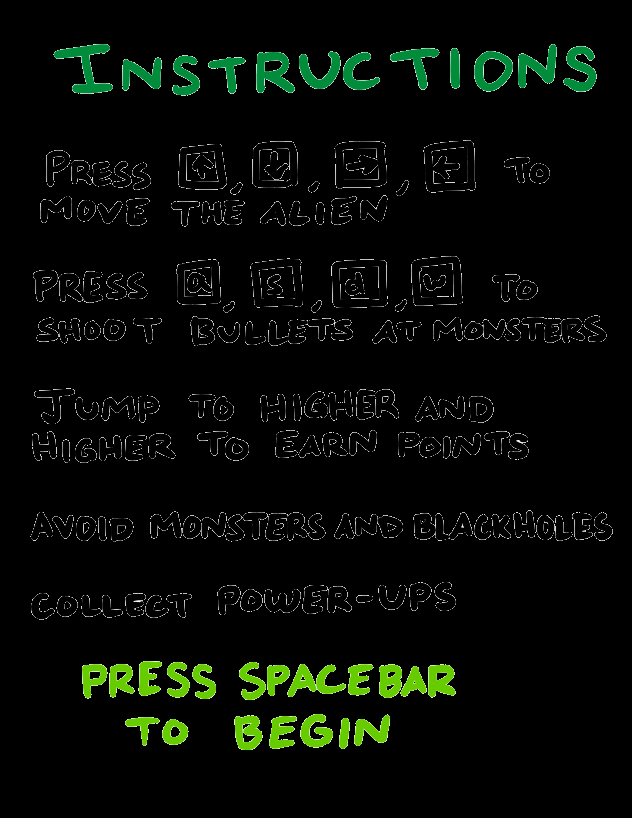 INSTRUCTIONS
PRESS ↑, ↓, →, ← TO
MOVE THE ALIEN
PRESS a, s, d, w TO
SHOOT BULLETS AT MONSTERS
JUMP TO HIGHER AND
HIGHER TO EARN POINTS
AVOID MONSTERS AND BLACKHOLES
COLLECT POWER-UPS
PRESS SPACEBAR
TO BEGIN